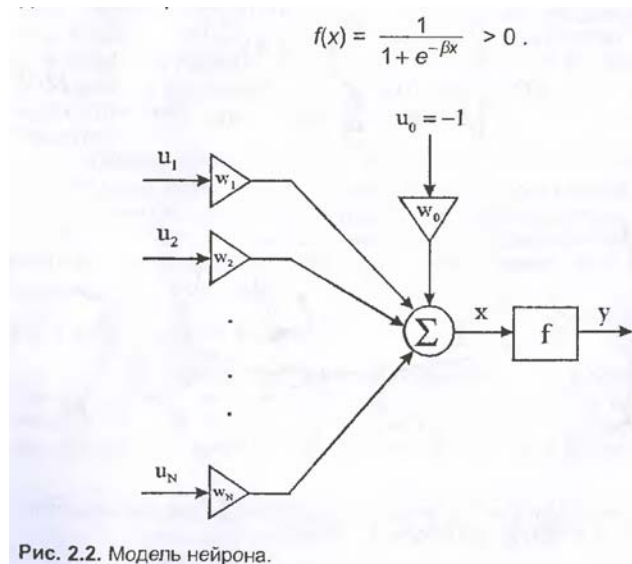 f(x) = 1 / (1 + e^{-βx}) > 0 .
u₀ = −1
u₁
w₁
w₀
u₂
w₂
Σ
x
f
y
u_N
w_N
Рис. 2.2. Модель нейрона.